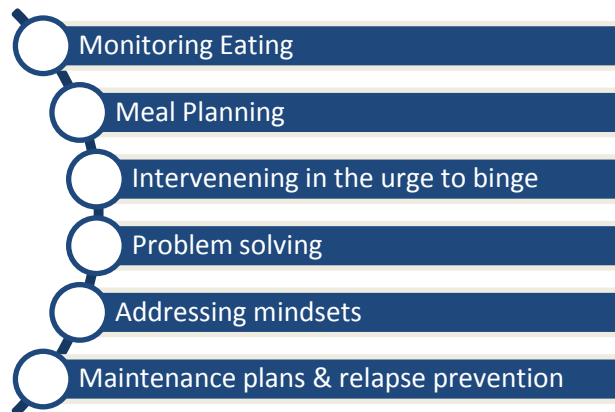 Monitoring Eating
Meal Planning
Intervenening in the urge to binge
Problem solving
Addressing mindsets
Maintenance plans & relapse prevention